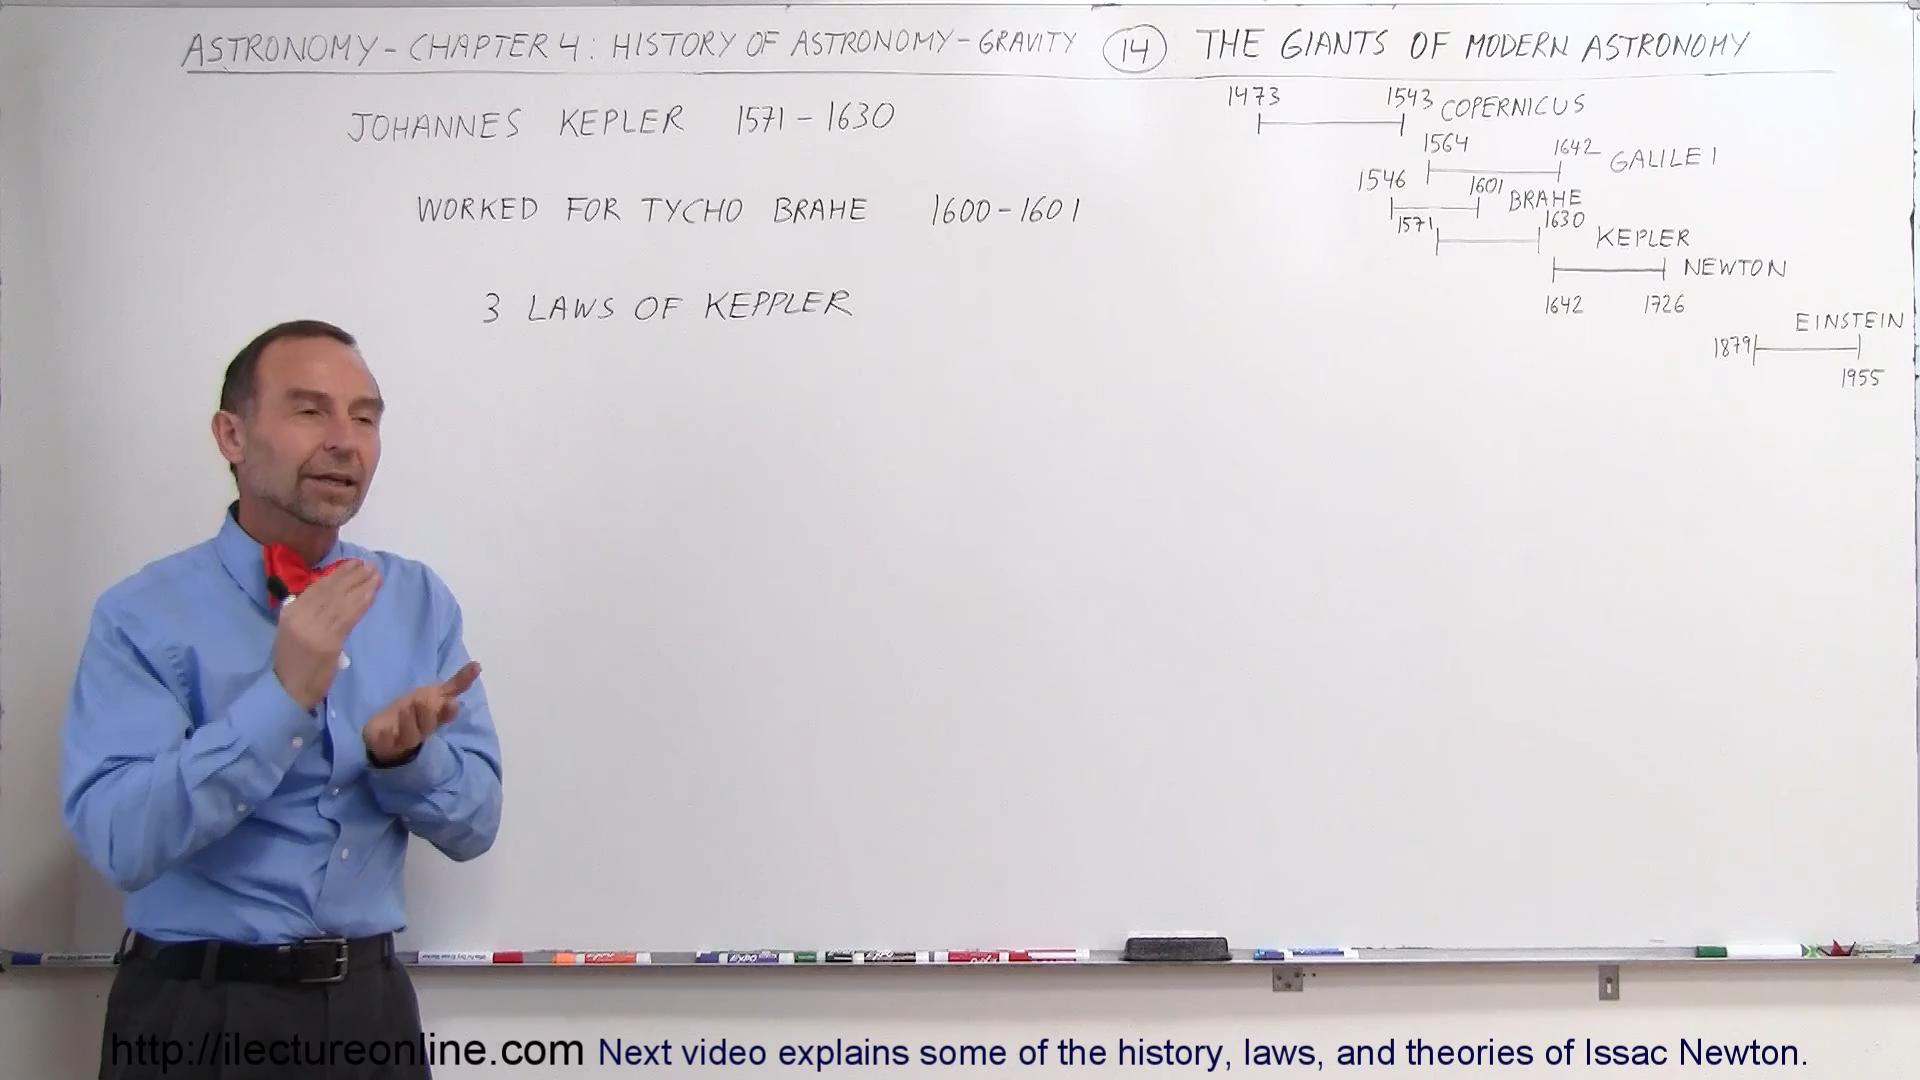 ASTRONOMY - CHAPTER 4: HISTORY OF ASTRONOMY - GRAVITY 14 THE GIANTS OF MODERN ASTRONOMY
JOHANNES KEPLER 1571 - 1630
WORKED FOR TYCHO BRAHE 1600 - 1601
3 LAWS OF KEPPLER
1473 1543 COPERNICUS
1564 1642 GALILEI
1546 1601 BRAHE
1571 1630 KEPLER
NEWTON
1642 1726
EINSTEIN
1879
1955
http://ilectureonline.com Next video explains some of the history, laws, and theories of Issac Newton.